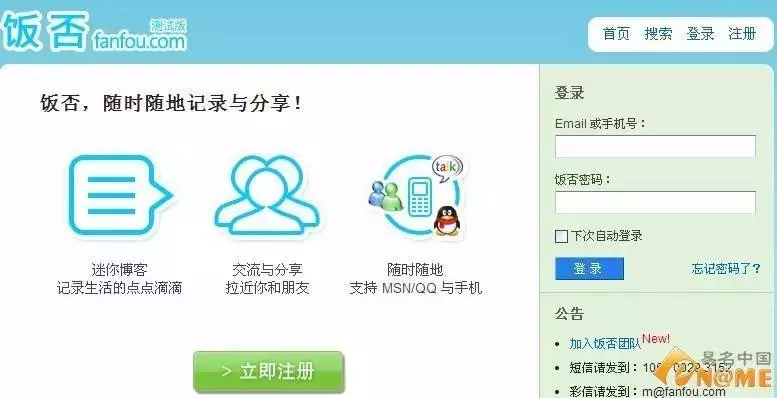 饭否 测试版
fanfou.com
首页 搜索 登录 注册
饭否，随时随地记录与分享！
talk
迷你博客
记录生活的点点滴滴
交流与分享
拉近你和朋友
随时随地
支持 MSN/QQ 与手机
> 立即注册
登录
Email 或手机号：
饭否密码：
下次自动登录
登 录
忘记密码了?
公告
加入饭否团队 New!
短信请发到：
彩信请发到：m@fanfou.com
易名中国